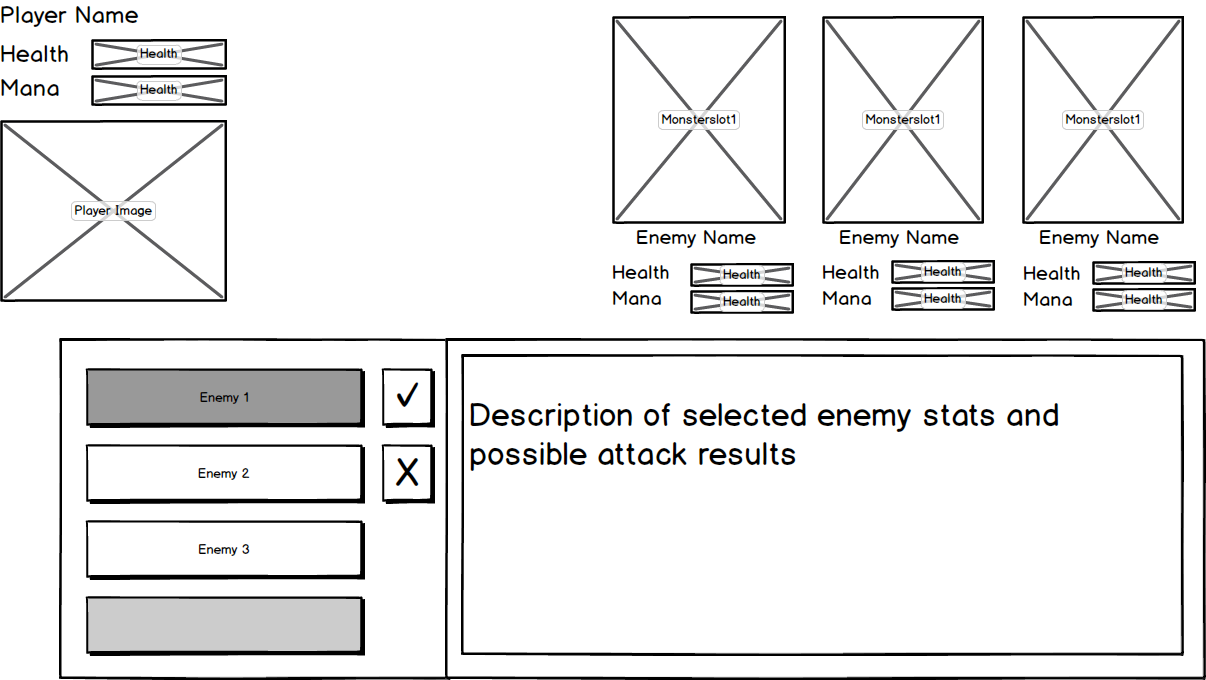 Player Name
Health Health
Mana Health
Player Image
Monsterslot1 Monsterslot1 Monsterslot1
Enemy Name Enemy Name Enemy Name
Health Health Health Health Health Health
Mana Health Mana Health Mana Health
Enemy 1
✓
Enemy 2
X
Enemy 3
Description of selected enemy stats and
possible attack results